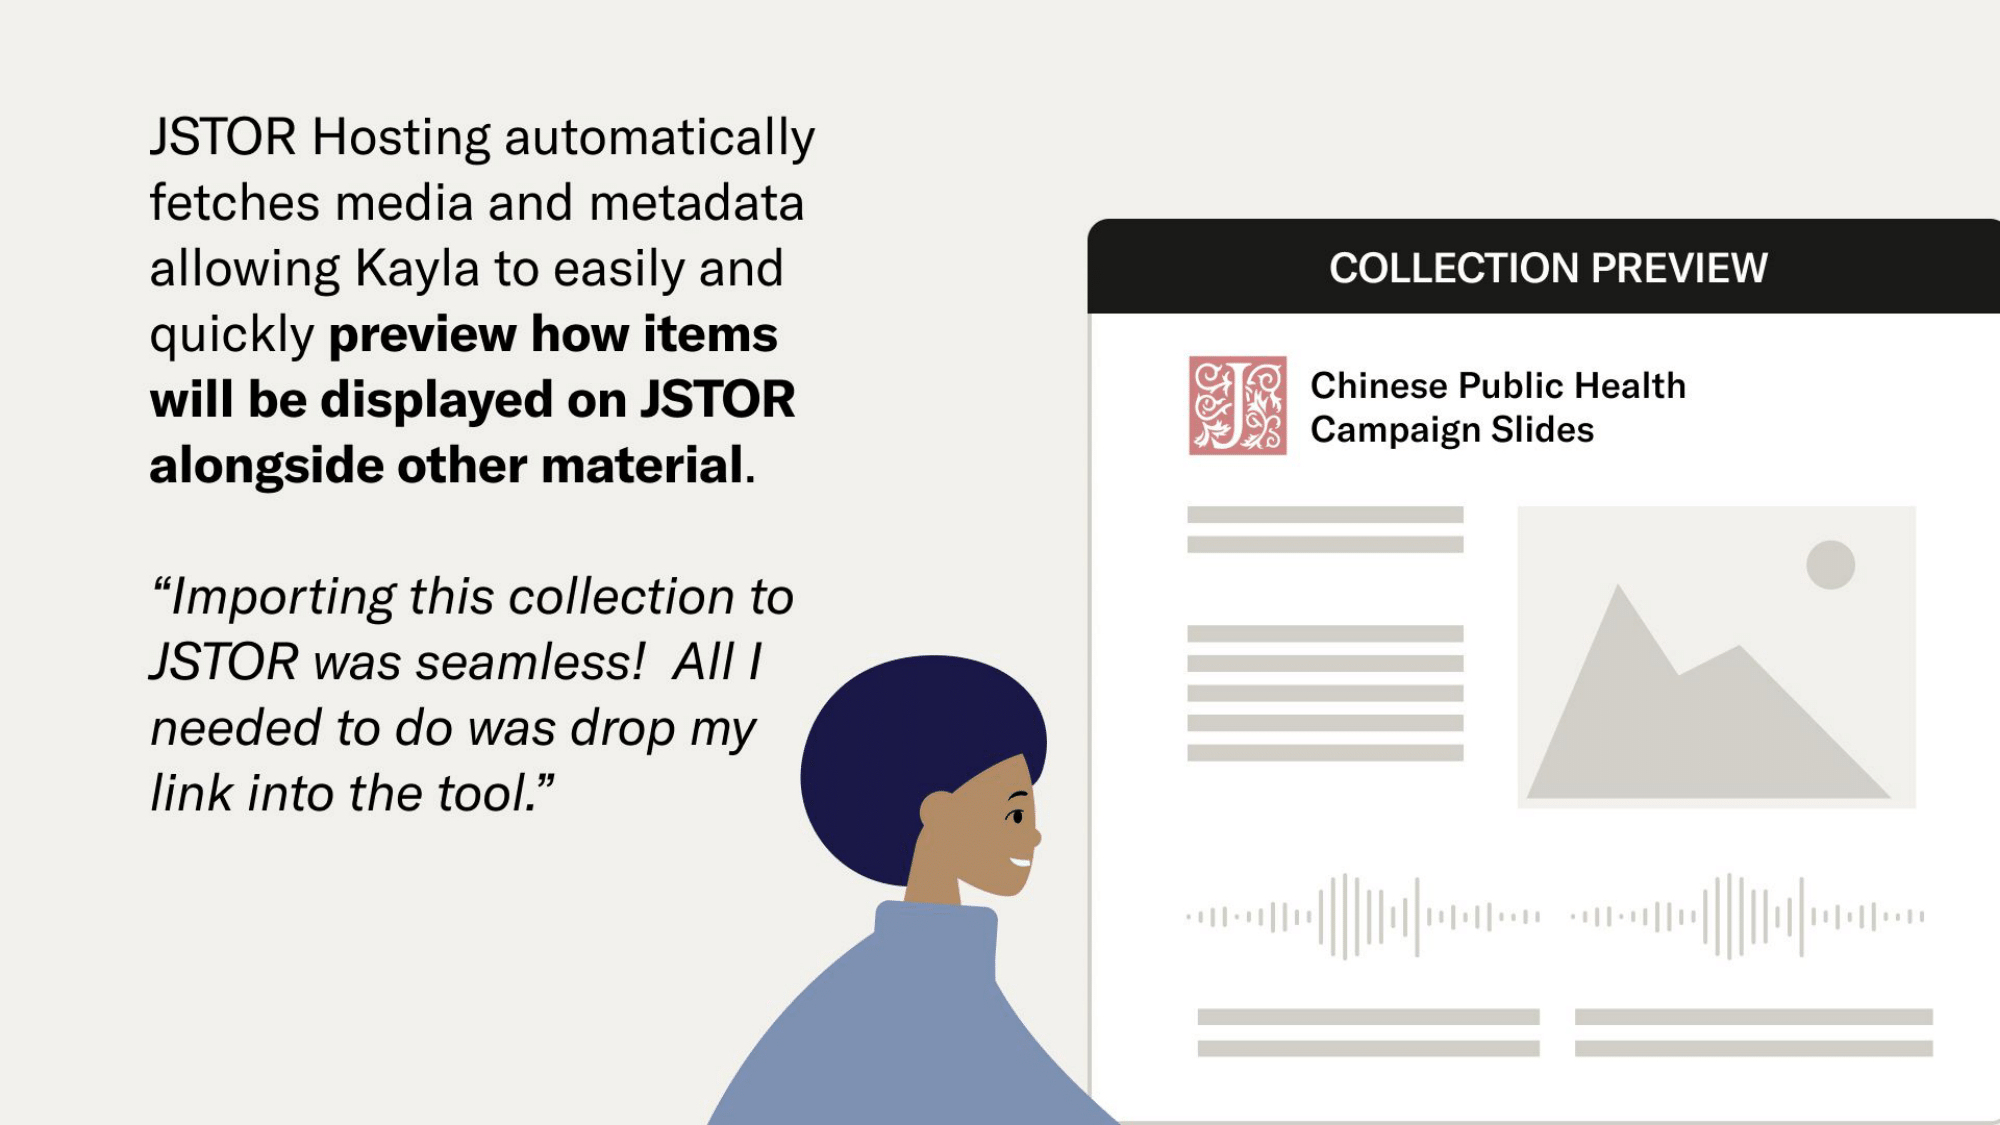 JSTOR Hosting automatically
fetches media and metadata
allowing Kayla to easily and
quickly preview how items
will be displayed on JSTOR
alongside other material.
“Importing this collection to
JSTOR was seamless!  All I
needed to do was drop my
link into the tool.”
COLLECTION PREVIEW
J
Chinese Public Health
Campaign Slides